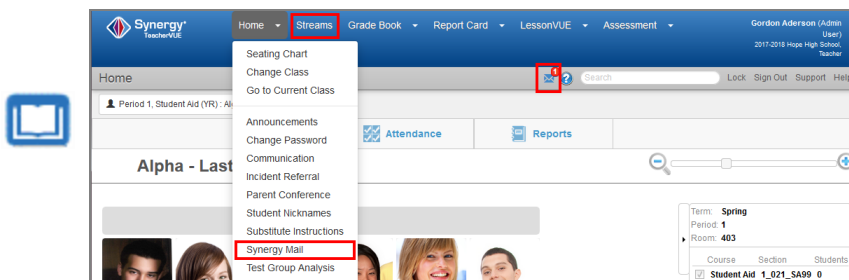 Synergy
TeacherVUE
Home Streams Grade Book Report Card LessonVUE Assessment
Gordon Aderson (Admin
User)
2017-2018 Hope High School,
Teacher
Seating Chart
Change Class
Go to Current Class
Announcements
Change Password
Communication
Incident Referral
Parent Conference
Student Nicknames
Substitute Instructions
Synergy Mail
Test Group Analysis
Home
1
?
Search
Lock Sign Out Support Help
Period 1, Student Aid (YR) : Al
Attendance Reports
Alpha - Last
Term: Spring
Period: 1
Room: 403
Course Section Students
Student Aid 1_021_SA99 0